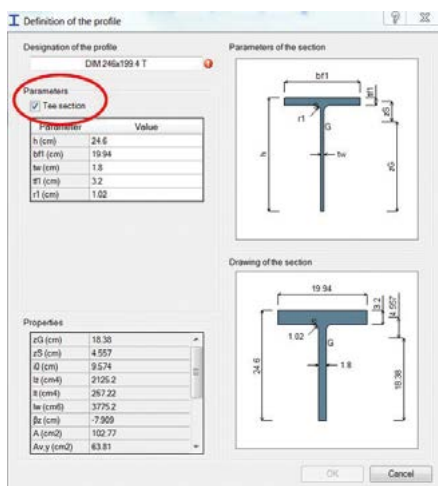 Definition of the profile
Designation of the profile
DIM 246x199.4 T
Parameters
Tee section
Parameter Value
h (cm) 24.6
bf1 (cm) 19.94
tw (cm) 1.8
tf1 (cm) 3.2
r1 (cm) 1.02
Properties
zG (cm) 18.38
zS (cm) 4.557
i0 (cm) 9.574
Iz (cm4) 2125.2
It (cm4) 267.22
Iw (cm6) 3775.2
βz (cm) -7.909
A (cm2) 102.77
Av,y (cm2) 63.81
Parameters of the section
bf1
tf1
zS
S
r1
G
h
tw
zG
Drawing of the section
19.94
3.2
4.557
S
1.02
G
24.6
1.8
18.38
OK
Cancel